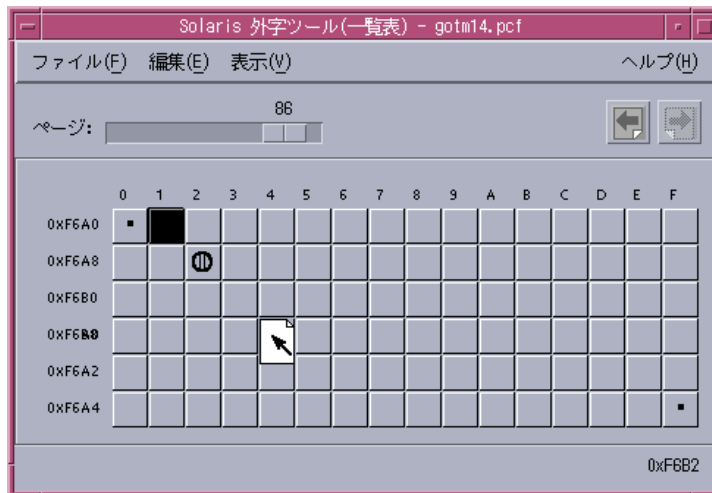 Solaris 外字ツール(一覧表) - gotm14.pcf
ファイル(F) 編集(E) 表示(V) ヘルプ(H)
86
ページ:
0 1 2 3 4 5 6 7 8 9 A B C D E F
0xF6A0
0xF6A8
0xF6B0
0xF6A2
0xF6A4
0xF6B2